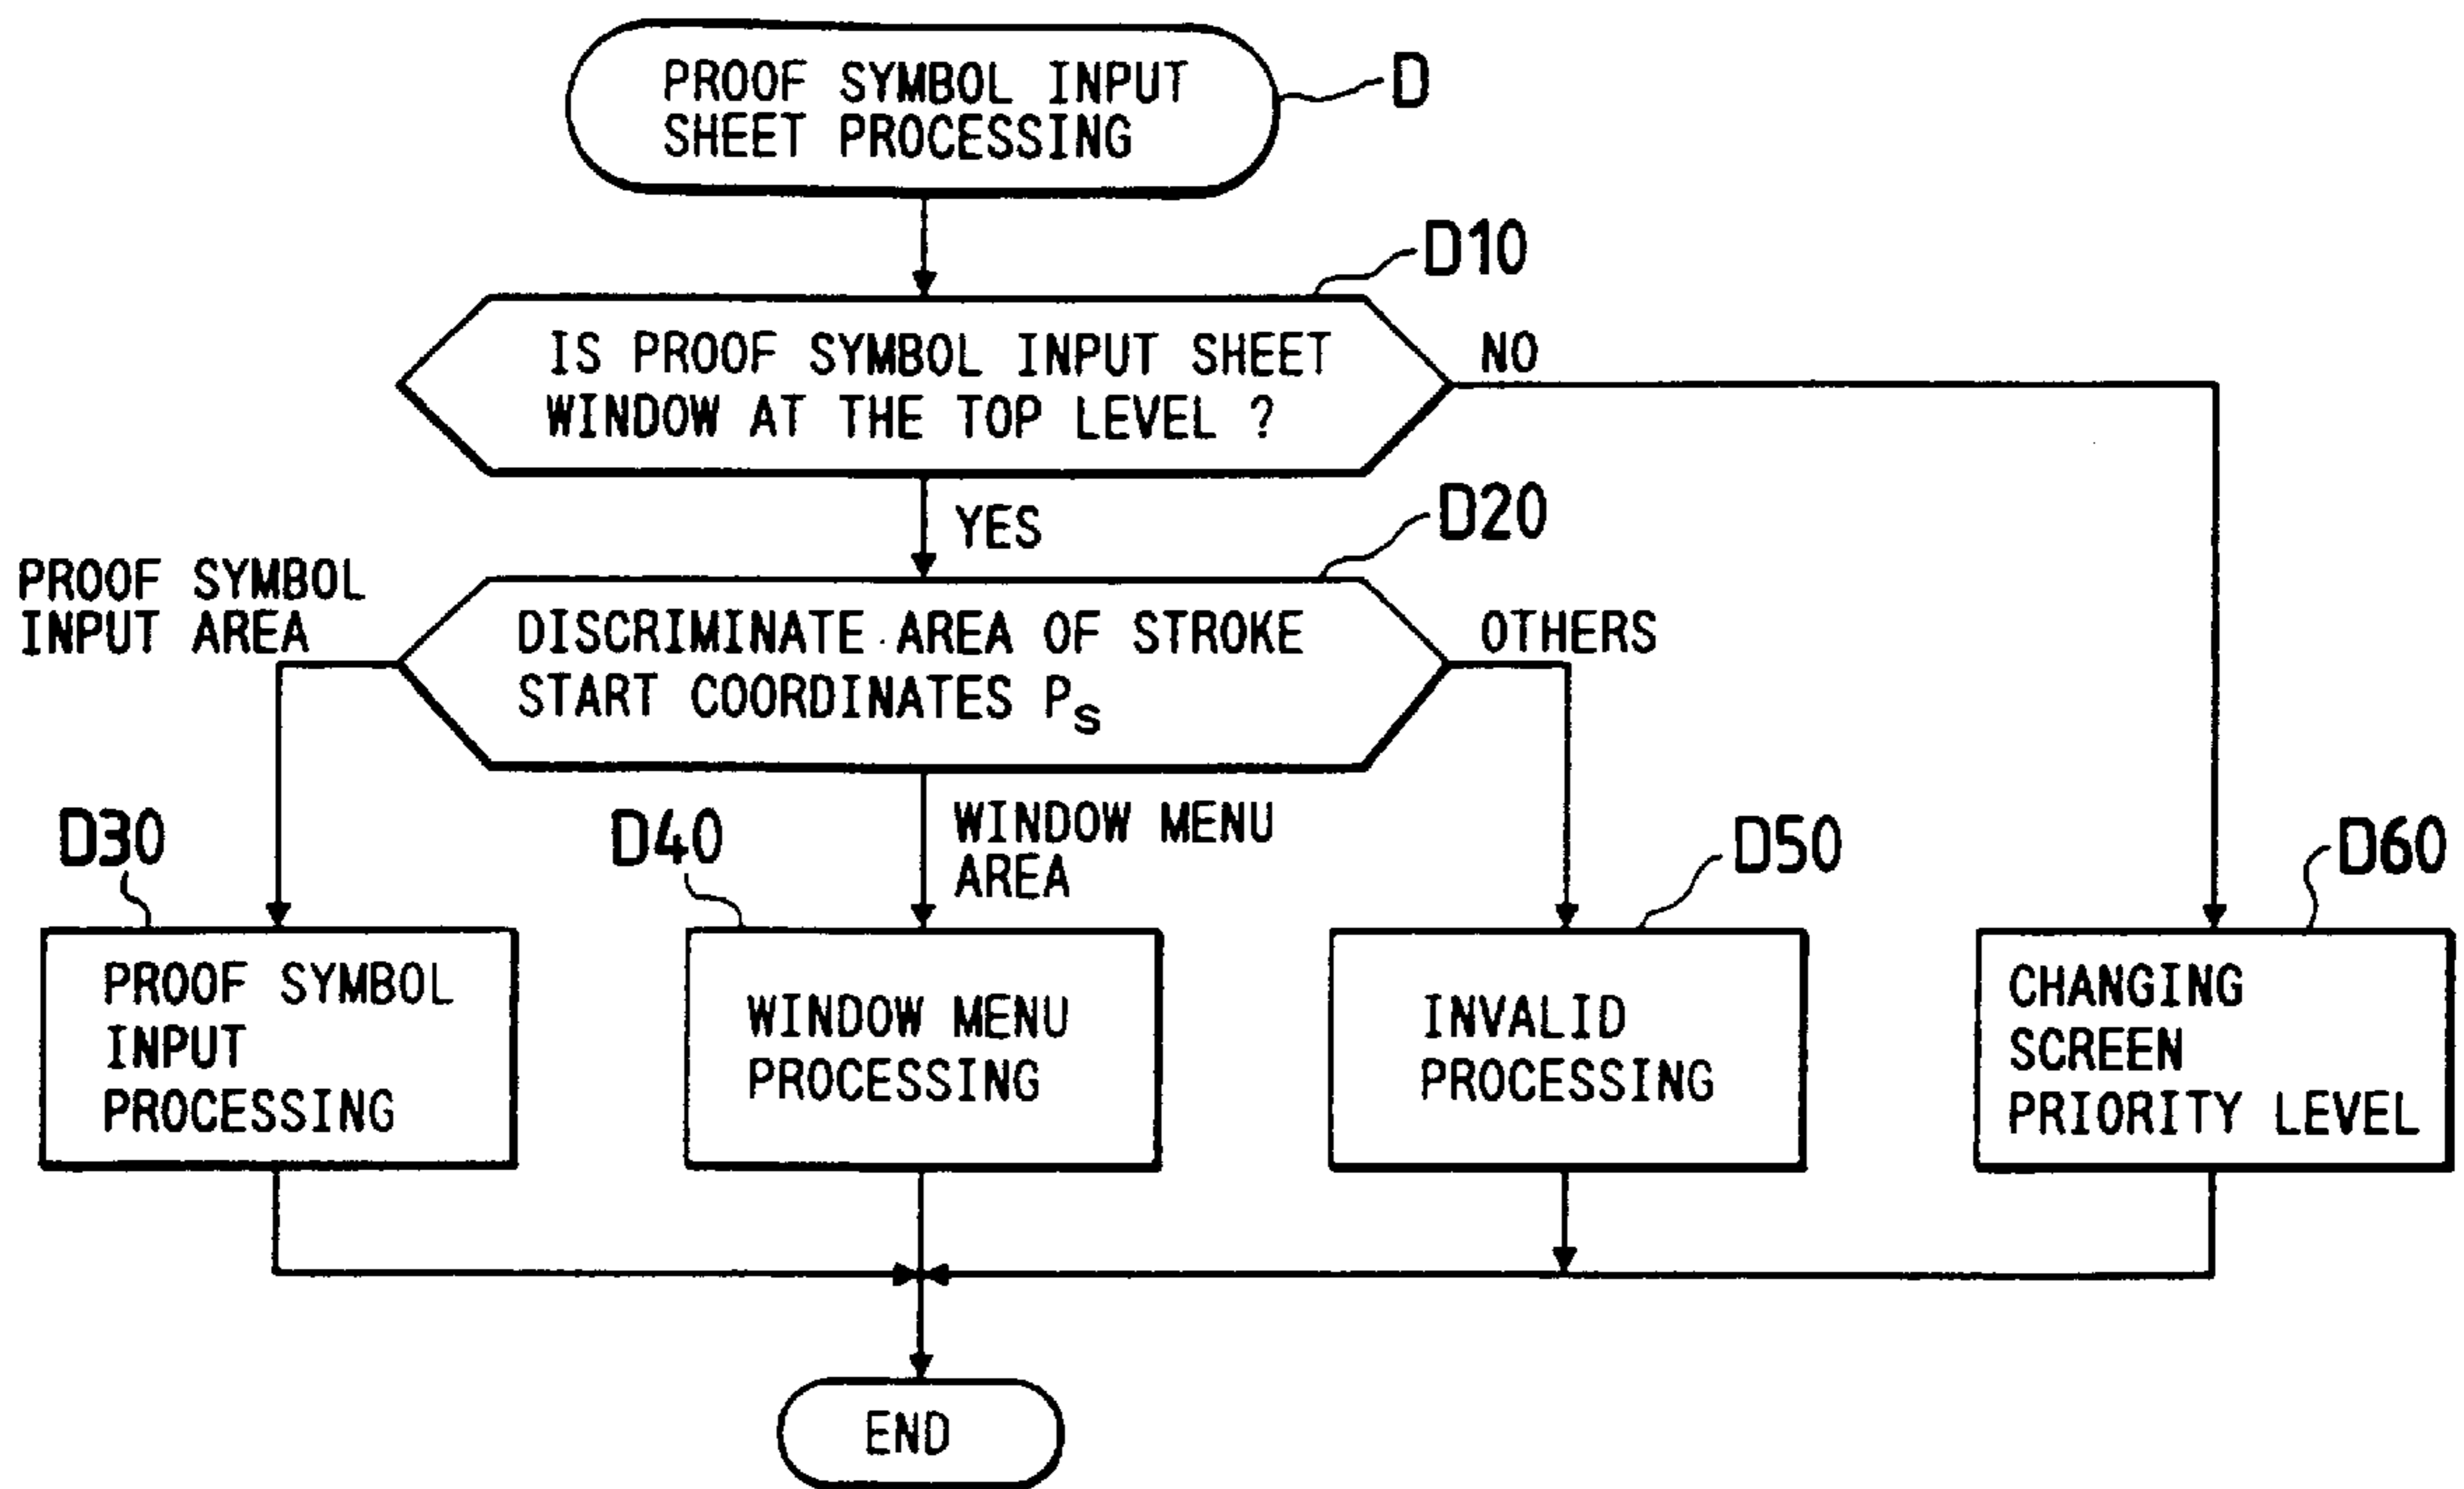 PROOF SYMBOL INPUT
SHEET PROCESSING
D
D10
IS PROOF SYMBOL INPUT SHEET
WINDOW AT THE TOP LEVEL ?
NO
YES
D20
PROOF SYMBOL
INPUT AREA
DISCRIMINATE AREA OF STROKE
START COORDINATES Ps
OTHERS
WINDOW MENU
AREA
D30
D40
D50
D60
PROOF SYMBOL
INPUT
PROCESSING
WINDOW MENU
PROCESSING
INVALID
PROCESSING
CHANGING
SCREEN
PRIORITY LEVEL
END